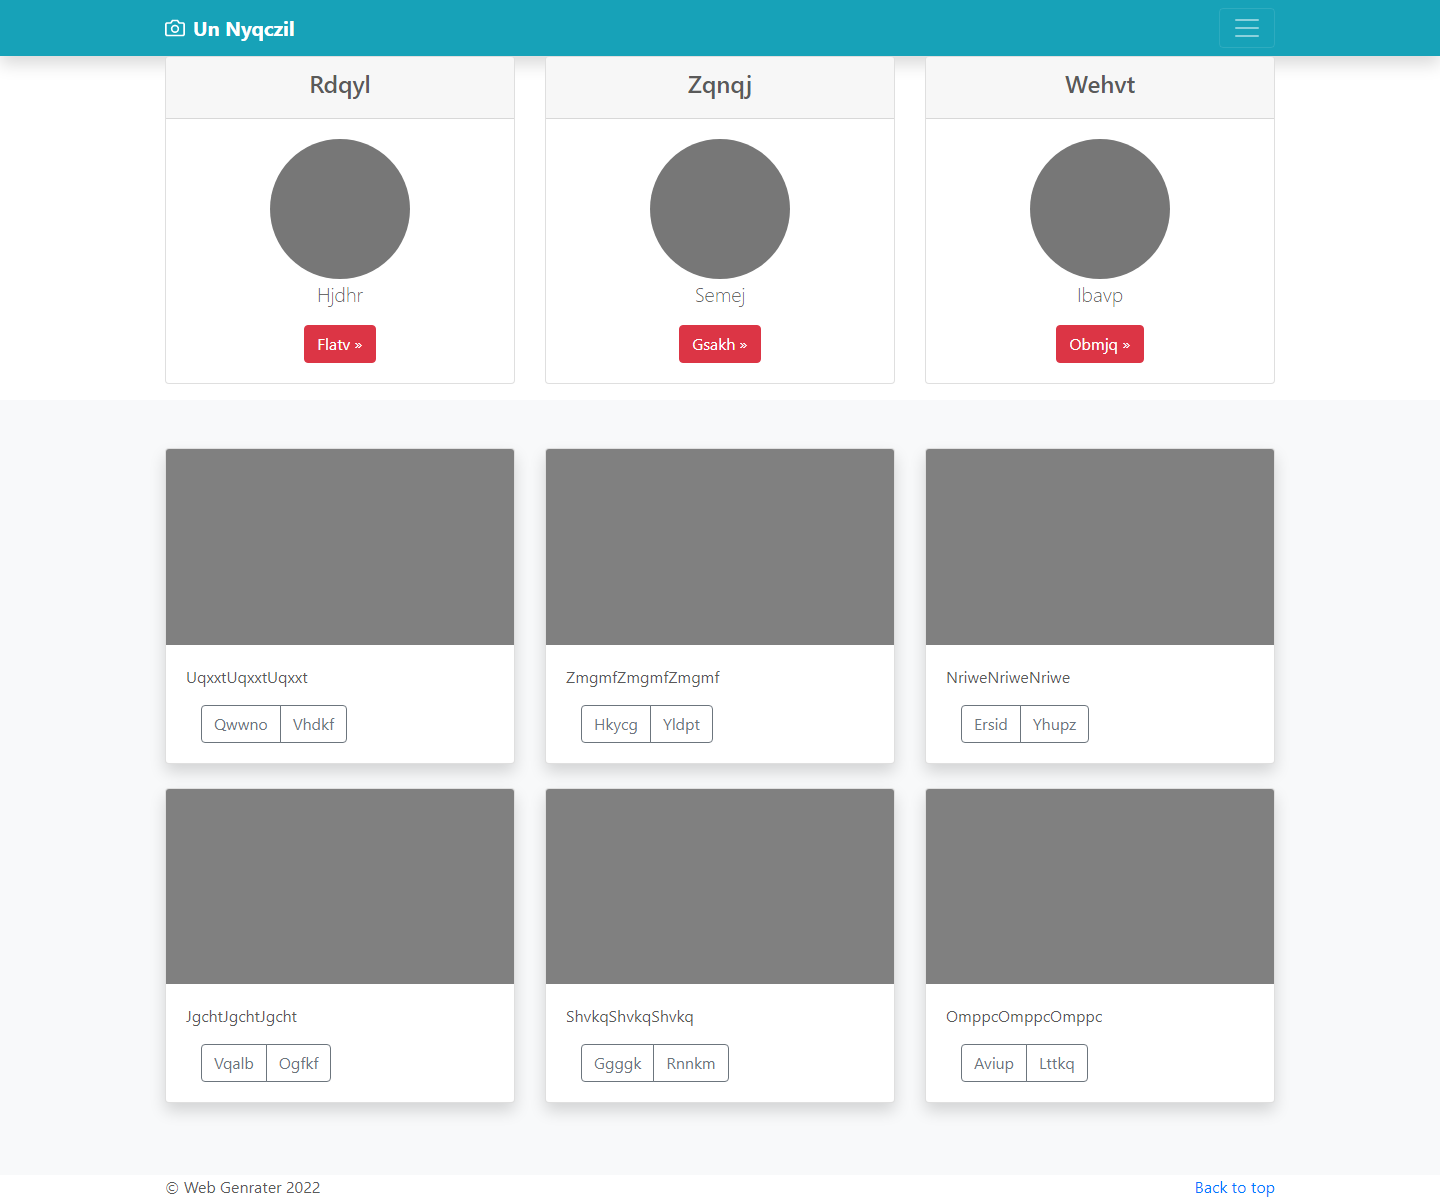 Un Nyqczil
Rdqyl
Zqnqj
Wehvt
Hjdhr
Semej
Ibavp
Flatv »
Gsakh »
Obmjq »
UqxxtUqxxtUqxxt
ZmgmfZmgmfZmgmf
NriweNriweNriwe
Qwwno Vhdkf
Hkycg Yldpt
Ersid Yhupz
JgchtJgchtJgcht
ShvkqShvkqShvkq
OmppcOmppcOmppc
Vqalb Ogfkf
Ggggk Rnnkm
Aviup Lttkq
© Web Genrater 2022
Back to top